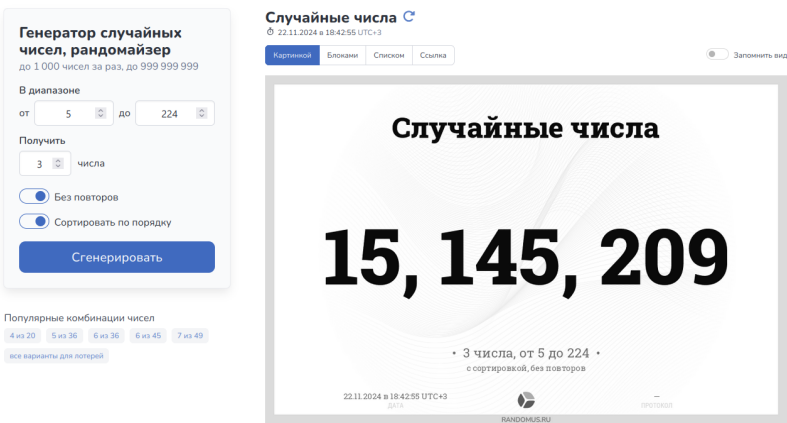 Генератор случайных
чисел, рандомайзер
до 1 000 чисел за раз, до 999 999 999
В диапазоне
от 5 до 224
Получить
3 числа
Без повторов
Сортировать по порядку
Сгенерировать
Популярные комбинации чисел
4 из 20 5 из 36 6 из 36 6 из 45 7 из 49
все варианты для лотерей
Случайные числа
22.11.2024 в 18:42:55 UTC+3
Картинкой Блоками Списком Ссылка
Запомнить вид
Случайные числа
15, 145, 209
• 3 числа, от 5 до 224 •
с сортировкой, без повторов
22.11.2024 в 18:42:55 UTC+3
ДАТА
—
ПРОТОКОЛ
RANDOMUS.RU